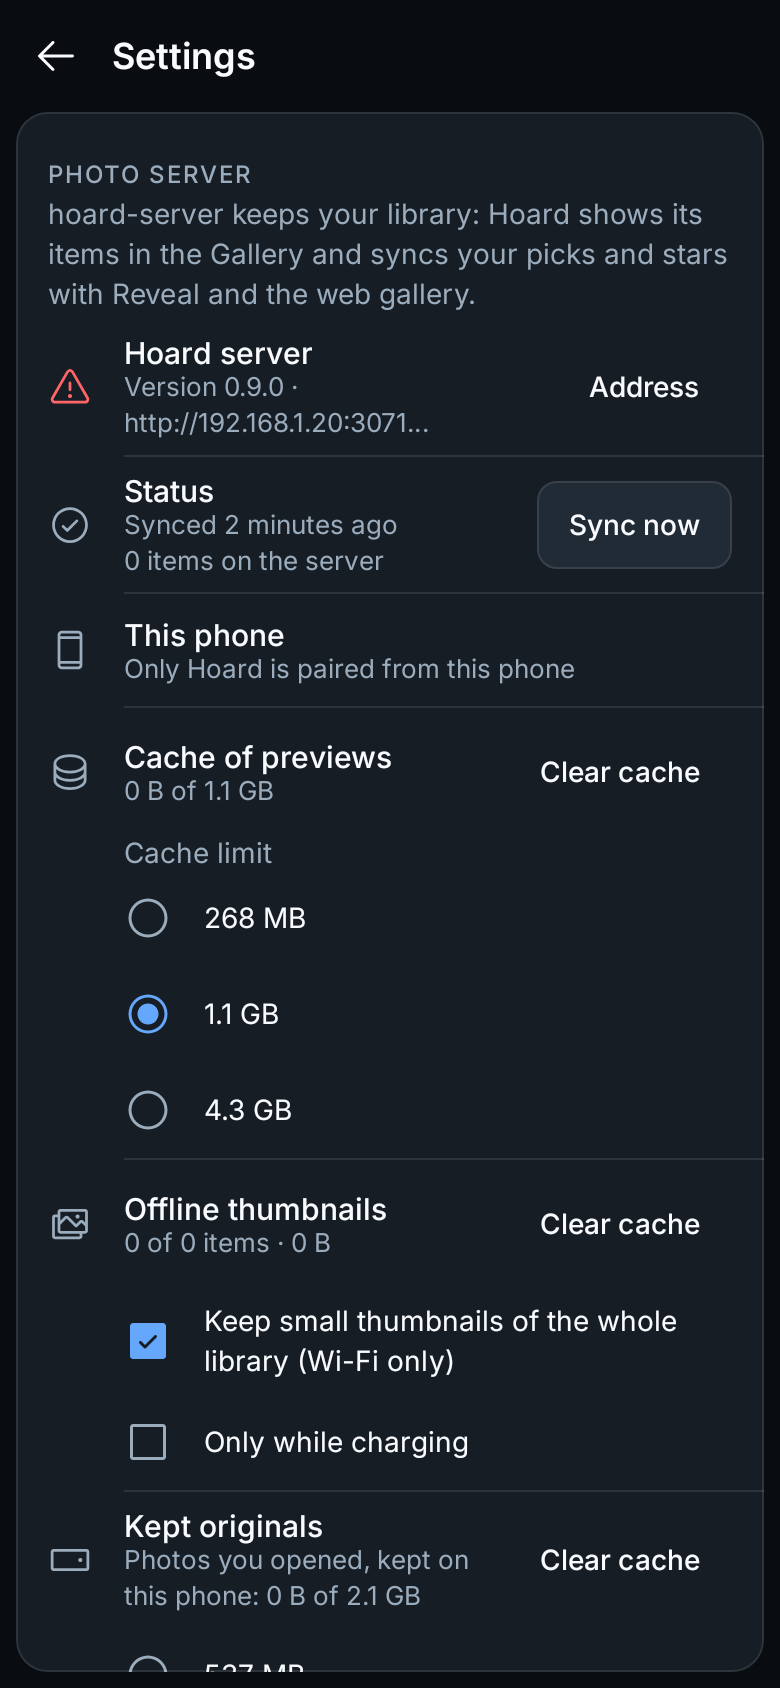 Settings
PHOTO SERVER
hoard-server keeps your library: Hoard shows its
items in the Gallery and syncs your picks and stars
with Reveal and the web gallery.
Hoard server
Version 0.9.0 ·
http://192.168.1.20:3071...
Address
Status
Synced 2 minutes ago
0 items on the server
Sync now
This phone
Only Hoard is paired from this phone
Cache of previews
0 B of 1.1 GB
Clear cache
Cache limit
268 MB
1.1 GB
4.3 GB
Offline thumbnails
0 of 0 items · 0 B
Clear cache
Keep small thumbnails of the whole
library (Wi-Fi only)
Only while charging
Kept originals
Photos you opened, kept on
this phone: 0 B of 2.1 GB
Clear cache